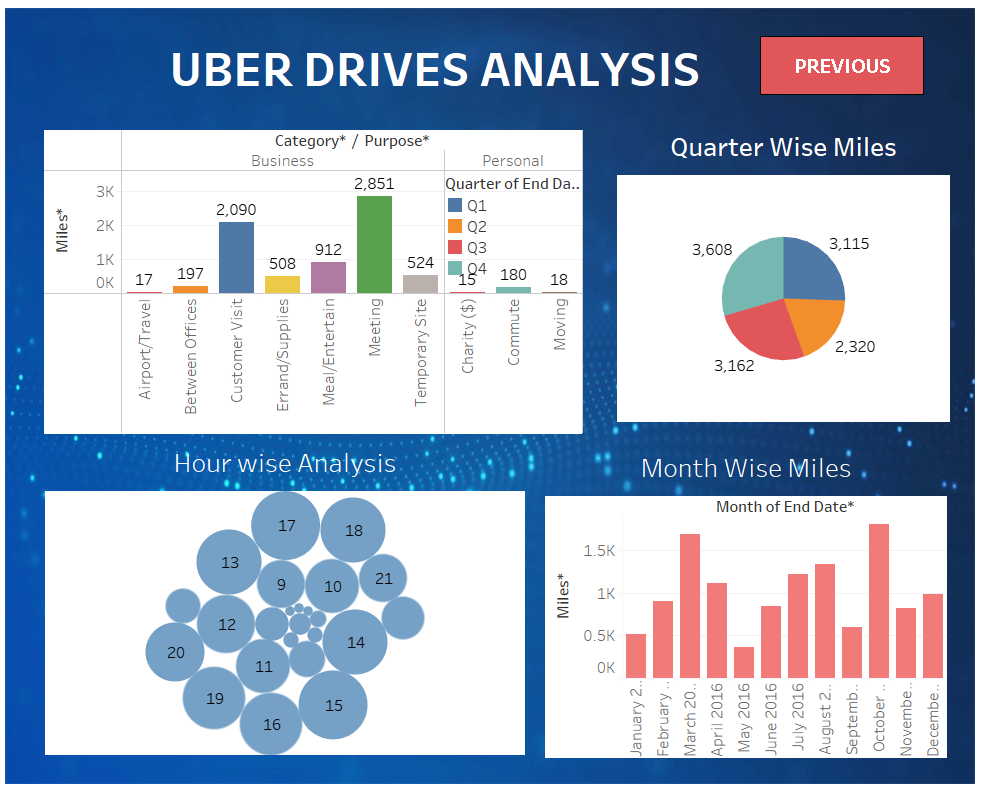 UBER DRIVES ANALYSIS
PREVIOUS
Category* / Purpose*
Business
Personal
Quarter of End Da..
Q1
Q2
Q3
Q4
Miles*
3K
2K
1K
0K
17
197
2,090
508
912
2,851
524
15
180
18
Airport/Travel
Between Offices
Customer Visit
Errand/Supplies
Meal/Entertain
Meeting
Temporary Site
Charity ($)
Commute
Moving
Quarter Wise Miles
3,608
3,115
2,320
3,162
Hour wise Analysis
17
18
13
9
10
21
12
14
20
11
19
15
16
Month Wise Miles
Month of End Date*
Miles*
1.5K
1K
0.5K
0K
January 2..
February ..
March 20..
April 2016
May 2016
June 2016
July 2016
August 2..
Septemb..
October ..
Novembe..
Decembe..